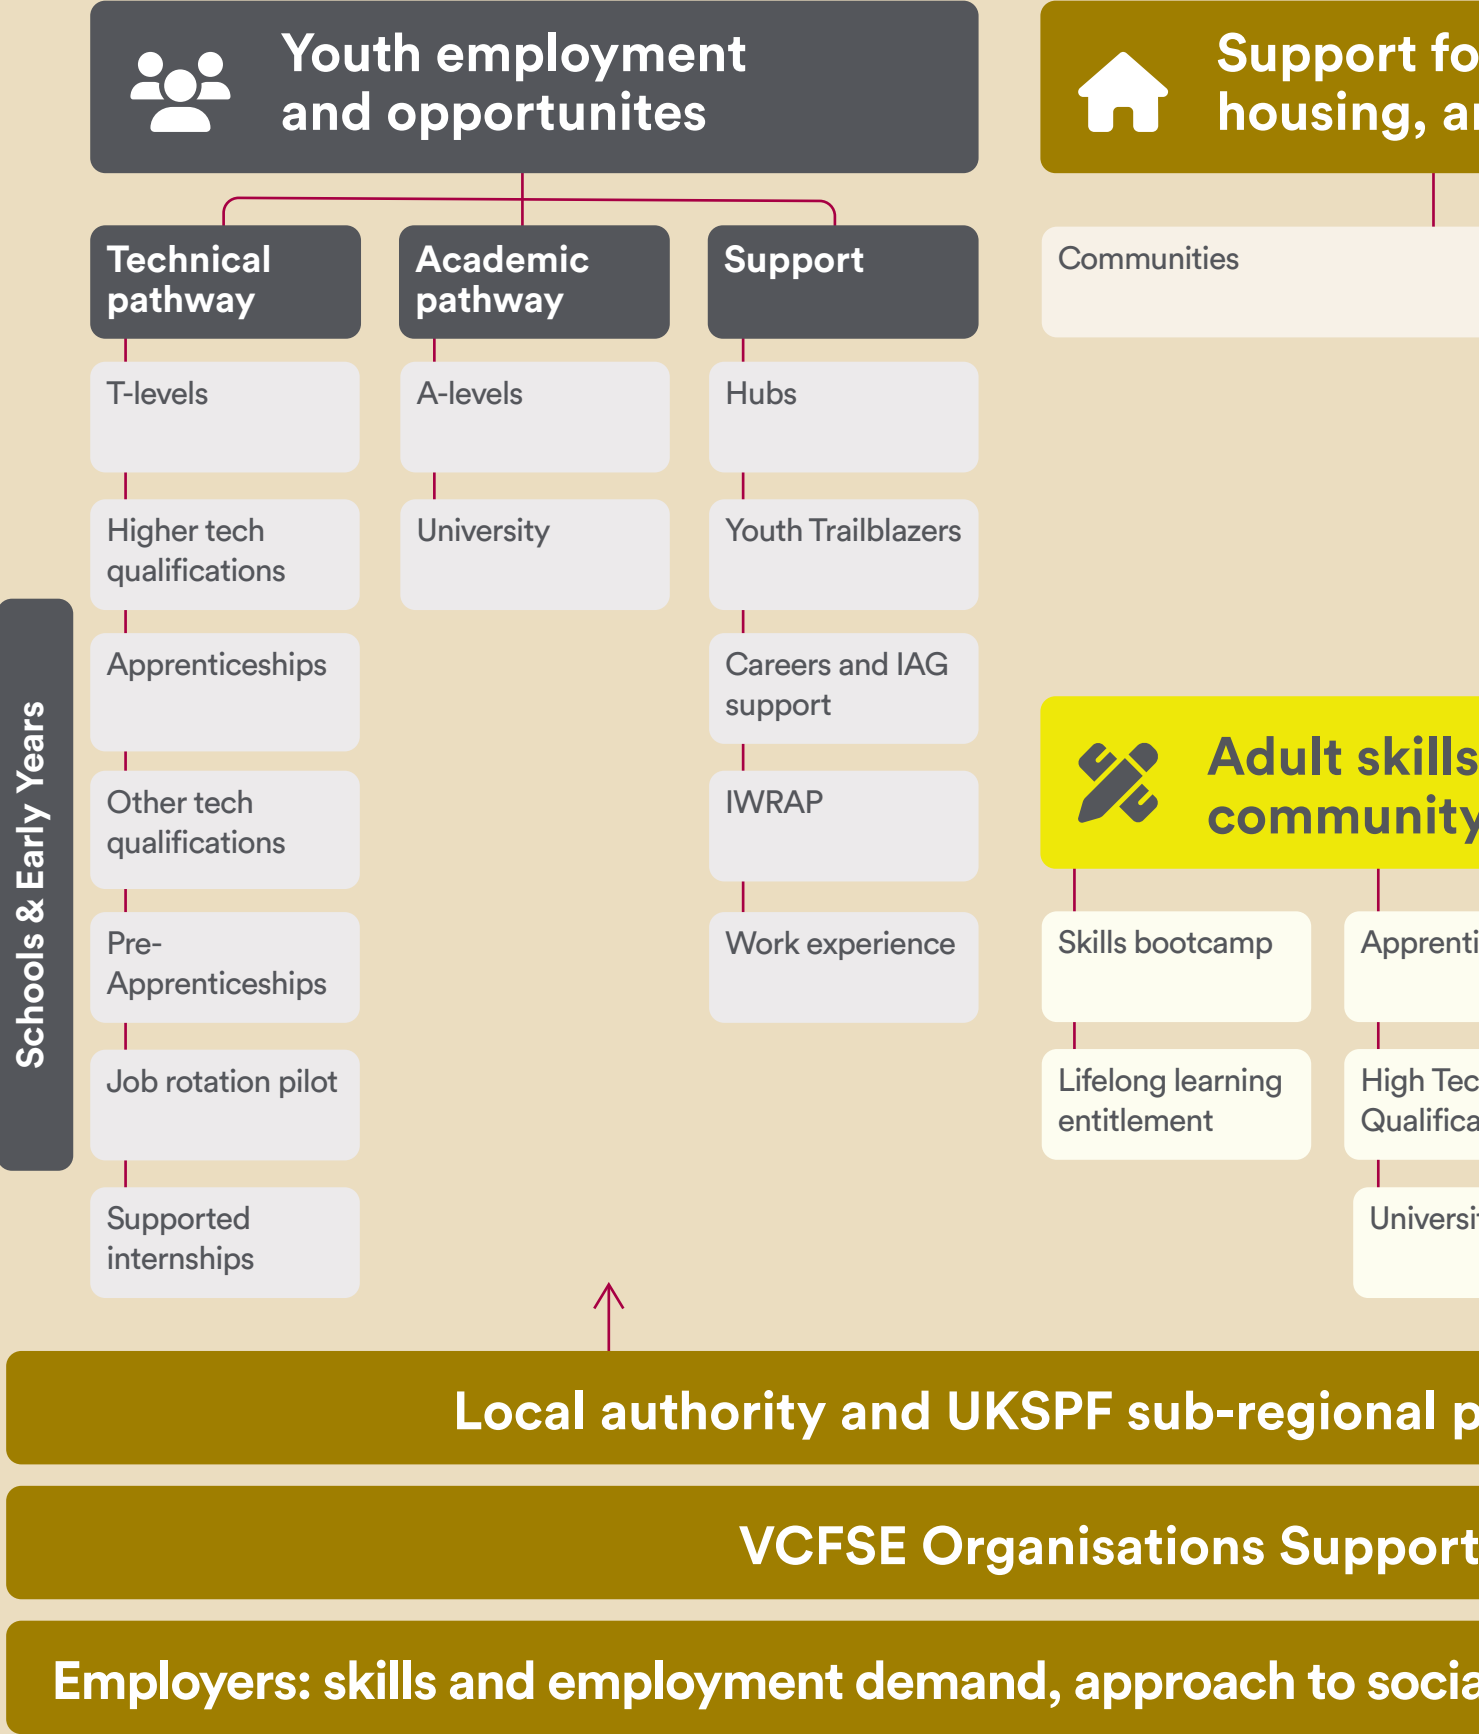 Youth employment
and opportunites
Technical
pathway
T-levels
Higher tech
qualifications
Apprenticeships
Other tech
qualifications
Pre-
Apprenticeships
Job rotation pilot
Supported
internships
Academic
pathway
A-levels
University
Support
Hubs
Youth Trailblazers
Careers and IAG
support
IWRAP
Work experience
Schools & Early Years
Support fo
housing, a
Communities
Adult skills
community
Skills bootcamp
Lifelong learning
entitlement
Apprenti
High Tec
Qualifica
Universi
Local authority and UKSPF sub-regional p
VCFSE Organisations Support
Employers: skills and employment demand, approach to socia